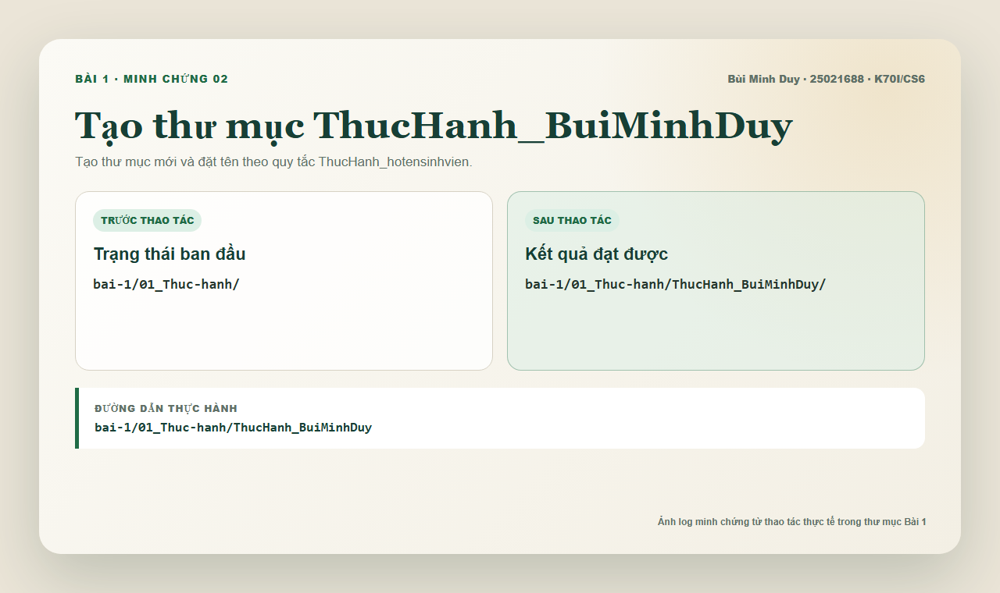 BÀI 1 · MINH CHỨNG 02
Bùi Minh Duy · 25021688 · K70I/CS6
Tạo thư mục ThucHanh_BuiMinhDuy
Tạo thư mục mới và đặt tên theo quy tắc ThucHanh_hotensinhvien.
TRƯỚC THAO TÁC
Trạng thái ban đầu
bai-1/01_Thuc-hanh/
SAU THAO TÁC
Kết quả đạt được
bai-1/01_Thuc-hanh/ThucHanh_BuiMinhDuy/
ĐƯỜNG DẪN THỰC HÀNH
bai-1/01_Thuc-hanh/ThucHanh_BuiMinhDuy
Ảnh log minh chứng từ thao tác thực tế trong thư mục Bài 1